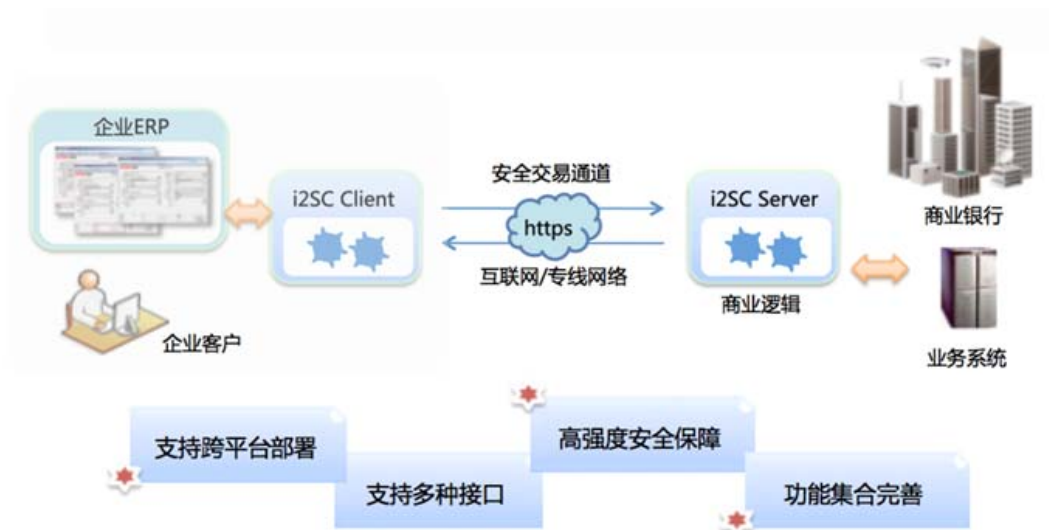 企业ERP
i2SC Client
安全交易通道
https
互联网/专线网络
i2SC Server
商业逻辑
商业银行
企业客户
业务系统
支持跨平台部署
支持多种接口
高强度安全保障
功能集合完善